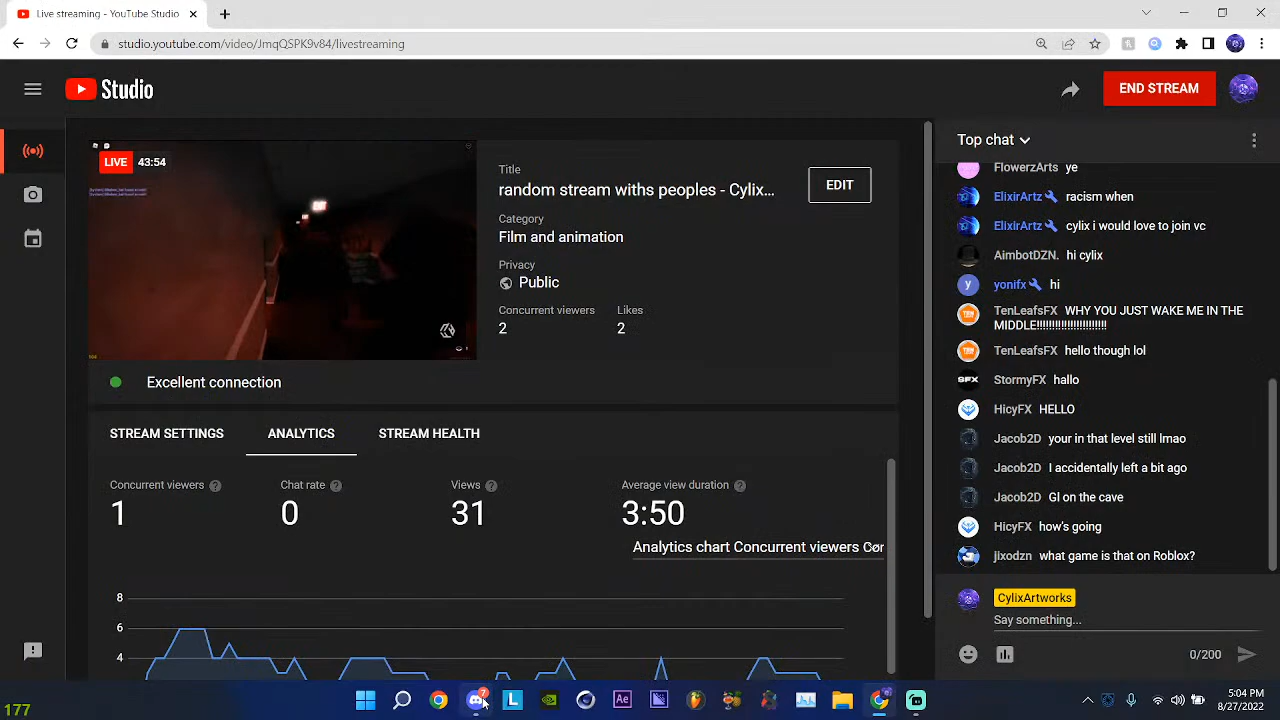 Live streaming - YouTube Studio
studio.youtube.com/video/JmqQSPK9v84/livestreaming
Studio
END STREAM
LIVE 43:54
Title
random stream withs peoples - Cylix...
EDIT
Category
Film and animation
Privacy
Public
Concurrent viewers
Likes
2
2
Excellent connection
STREAM SETTINGS
ANALYTICS
STREAM HEALTH
Concurrent viewers
Chat rate
Views
Average view duration
1
0
31
3:50
Analytics chart Concurrent viewers
8
6
4
Top chat
FlowerzArts ye
ElixirArtz racism when
ElixirArtz cylix i would love to join vc
AimbotDZN. hi cylix
y
yonifx hi
TenLeafsFX WHY YOU JUST WAKE ME IN THE
MIDDLE!!!!!!!!!!!!!!!!!!!!!!!
TEN
TenLeafsFX hello though lol
TEN
StormyFX hallo
SFX
HicyFX HELLO
Jacob2D your in that level still lmao
Jacob2D I accidentally left a bit ago
Jacob2D Gl on the cave
HicyFX how's going
jixodzn what game is that on Roblox?
CylixArtworks
Say something...
0/200
177
7
L
Ae
5:04 PM
8/27/2022